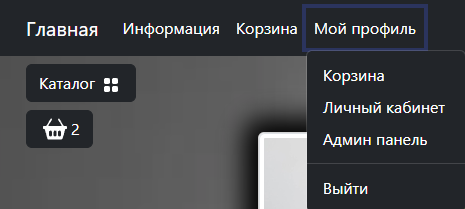 Главная Информация Корзина Мой профиль
Каталог
2
Корзина
Личный кабинет
Админ панель
Выйти